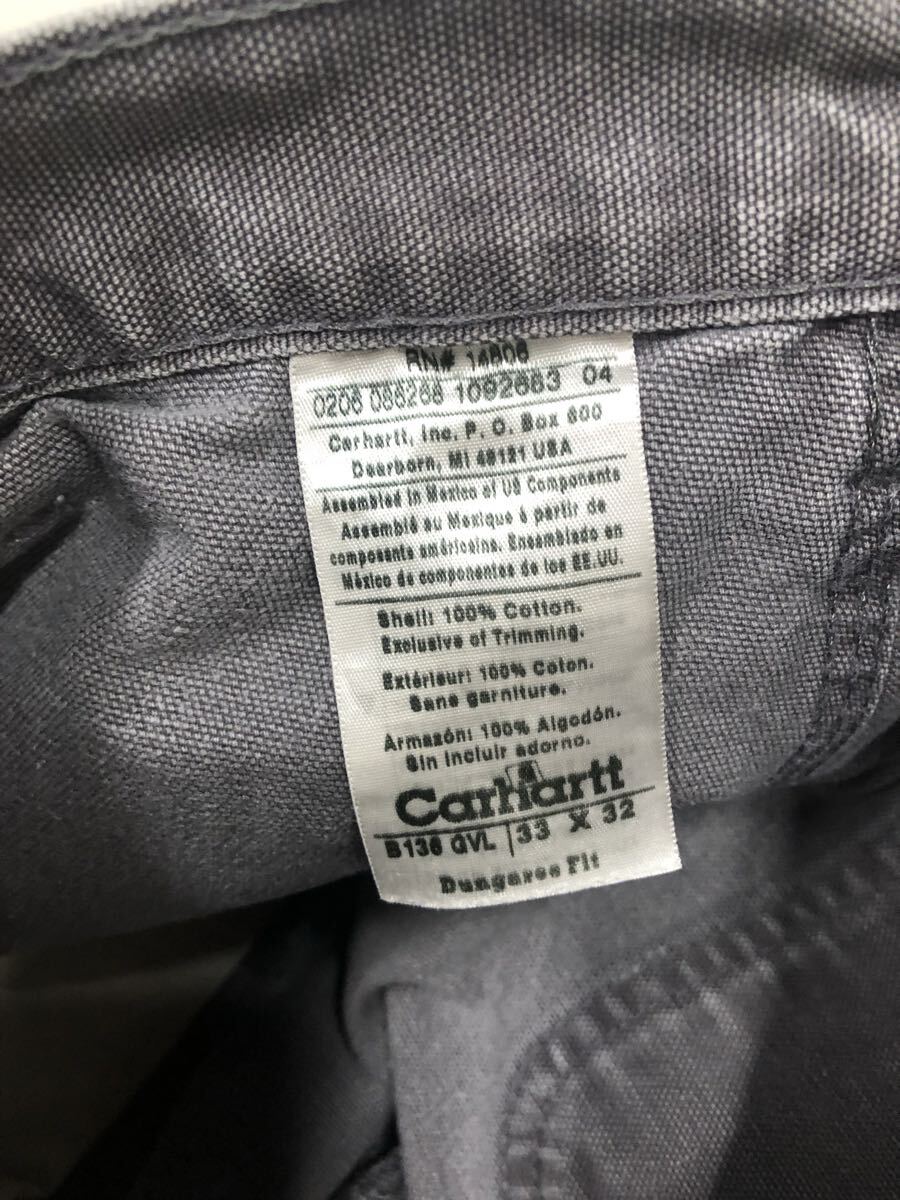 RN# 14806
0206 086268 1092683 04
Carhartt, Inc. P. O. Box 600
Dearborn, MI 48121 USA
Assembled in Mexico of US Components
Assemblé au Mexique à partir de
composants américains. Ensamblado en
México de componentes de los EE.UU.
Shell: 100% Cotton.
Exclusive of Trimming.
Extérieur: 100% Coton.
Sans garniture.
Armazón: 100% Algodón.
Sin incluir adorno.
Carhartt
B136 GVL 33 X 32
Dungaree Fit